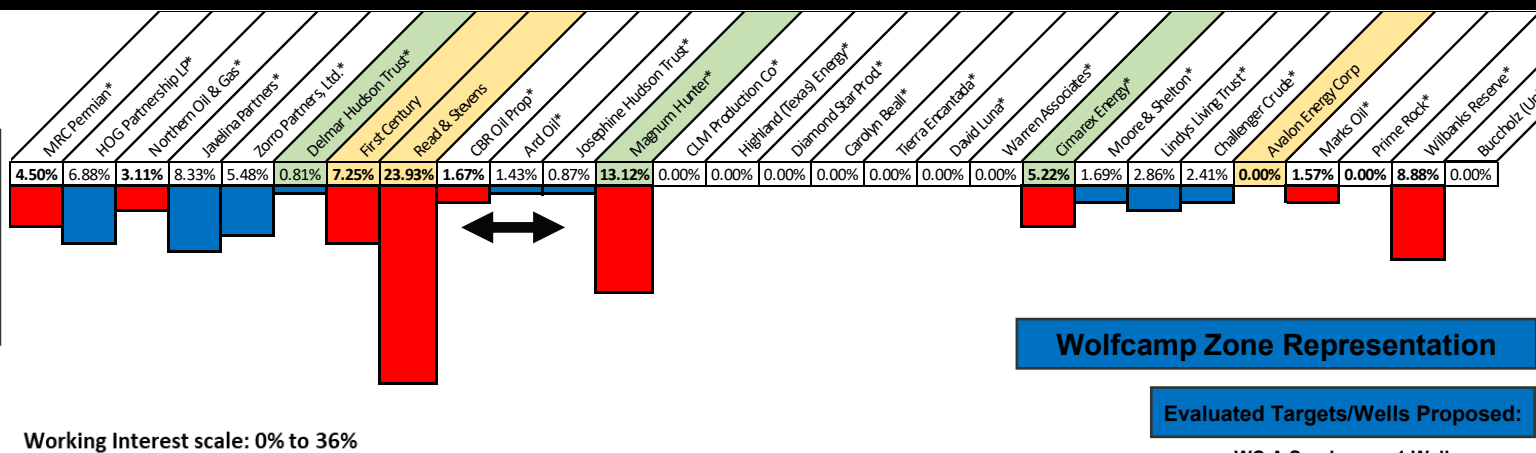 MRC Permian*
HOG Partnership LP*
Northern Oil & Gas*
Javelina Partners*
Zorro Partners, Ltd.*
Delmar Hudson Trust*
First Century
Read & Stevens
CBR Oil Prop*
Ard Oil*
Josephine Hudson Trust*
Magnum Hunter*
CLM Production Co*
Highland (Texas) Energy*
Diamond Star Prod*
Carolyn Beall*
Tierra Encantada*
David Luna*
Warren Associates*
Cimarex Energy*
Moore & Shelton*
Lindys Living Trust*
Challenger Crude*
Avalon Energy Corp
Marks Oil*
Prime Rock*
Wilbanks Reserve*
Buccholz
4.50% 6.88% 3.11% 8.33% 5.48% 0.81% 7.25% 23.93% 1.67% 1.43% 0.87% 13.12% 0.00% 0.00% 0.00% 0.00% 0.00% 0.00% 0.00% 5.22% 1.69% 2.86% 2.41% 0.00% 1.57% 0.00% 8.88% 0.00%
Wolfcamp Zone Representation
Evaluated Targets/Wells Proposed:
Working Interest scale: 0% to 36%